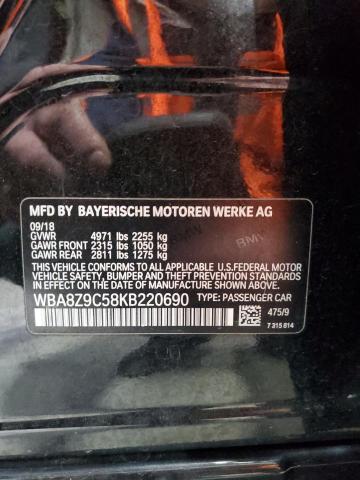 MFD BY BAYERISCHE MOTOREN WERKE AG
09/18
GVWR 4971 lbs 2255 kg
GAWR FRONT 2315 lbs 1050 kg
GAWR REAR 2811 lbs 1275 kg
BMW
THIS VEHICLE CONFORMS TO ALL APPLICABLE U.S. FEDERAL MOTOR
VEHICLE SAFETY, BUMPER AND THEFT PREVENTION STANDARDS
IN EFFECT ON THE DATE OF MANUFACTURE SHOWN ABOVE.
WBA8Z9C58KB220690 TYPE: PASSENGER CAR
475/9
7 315 814